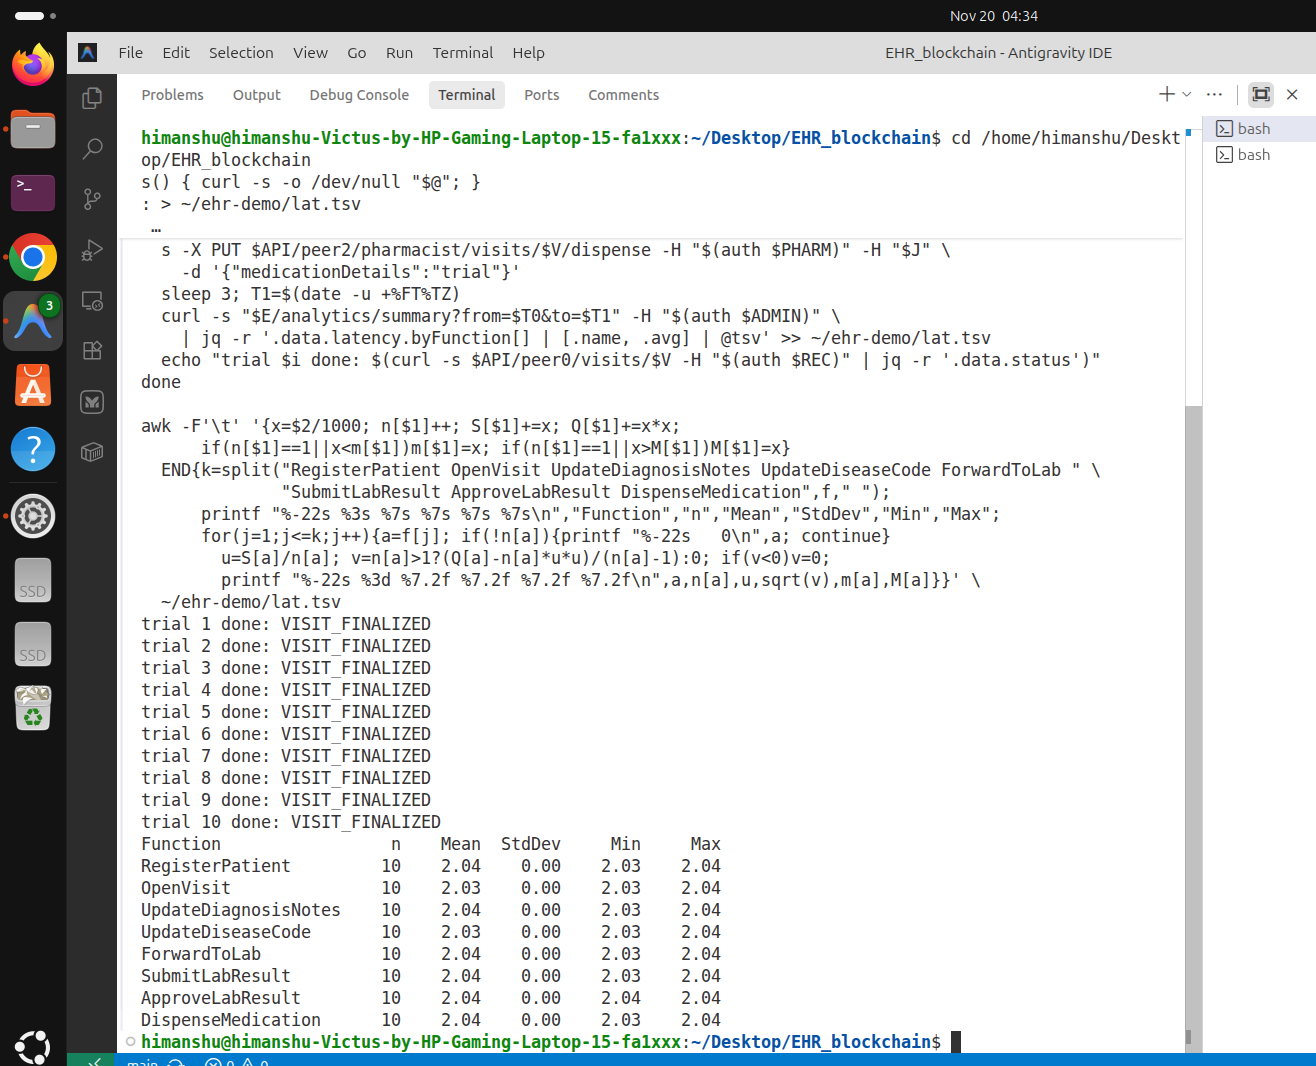 Nov 20 04:34
File Edit Selection View Go Run Terminal Help EHR_blockchain - Antigravity IDE
Problems Output Debug Console Terminal Ports Comments
himanshu@himanshu-Victus-by-HP-Gaming-Laptop-15-fa1xxx:~/Desktop/EHR_blockchain$ cd /home/himanshu/Deskt
op/EHR_blockchain
s() { curl -s -o /dev/null "$@"; }
: > ~/ehr-demo/lat.tsv
…
  s -X PUT $API/peer2/pharmacist/visits/$V/dispense -H "$(auth $PHARM)" -H "$J" \
    -d '{"medicationDetails":"trial"}'
  sleep 3; T1=$(date -u +%FT%TZ)
  curl -s "$E/analytics/summary?from=$T0&to=$T1" -H "$(auth $ADMIN)" \
    | jq -r '.data.latency.byFunction[] | [.name, .avg] | @tsv' >> ~/ehr-demo/lat.tsv
  echo "trial $i done: $(curl -s $API/peer0/visits/$V -H "$(auth $REC)" | jq -r '.data.status')"
done
awk -F'\t' '{x=$2/1000; n[$1]++; S[$1]+=x; Q[$1]+=x*x;
      if(n[$1]==1||x<m[$1])m[$1]=x; if(n[$1]==1||x>M[$1])M[$1]=x}
  END{k=split("RegisterPatient OpenVisit UpdateDiagnosisNotes UpdateDiseaseCode ForwardToLab " \
              "SubmitLabResult ApproveLabResult DispenseMedication",f," ");
      printf "%-22s %3s %7s %7s %7s %7s\n","Function","n","Mean","StdDev","Min","Max";
      for(j=1;j<=k;j++){a=f[j]; if(!n[a]){printf "%-22s   0\n",a; continue}
        u=S[a]/n[a]; v=n[a]>1?(Q[a]-n[a]*u*u)/(n[a]-1):0; if(v<0)v=0;
        printf "%-22s %3d %7.2f %7.2f %7.2f %7.2f\n",a,n[a],u,sqrt(v),m[a],M[a]}}' \
  ~/ehr-demo/lat.tsv
trial 1 done: VISIT_FINALIZED
trial 2 done: VISIT_FINALIZED
trial 3 done: VISIT_FINALIZED
trial 4 done: VISIT_FINALIZED
trial 5 done: VISIT_FINALIZED
trial 6 done: VISIT_FINALIZED
trial 7 done: VISIT_FINALIZED
trial 8 done: VISIT_FINALIZED
trial 9 done: VISIT_FINALIZED
trial 10 done: VISIT_FINALIZED
Function                 n    Mean  StdDev     Min     Max
RegisterPatient         10    2.04    0.00    2.03    2.04
OpenVisit               10    2.03    0.00    2.03    2.04
UpdateDiagnosisNotes    10    2.04    0.00    2.03    2.04
UpdateDiseaseCode       10    2.03    0.00    2.03    2.04
ForwardToLab            10    2.04    0.00    2.03    2.04
SubmitLabResult         10    2.04    0.00    2.03    2.04
ApproveLabResult        10    2.04    0.00    2.04    2.04
DispenseMedication      10    2.04    0.00    2.03    2.04
himanshu@himanshu-Victus-by-HP-Gaming-Laptop-15-fa1xxx:~/Desktop/EHR_blockchain$
bash
bash
3
SSD
SSD
main 0 0